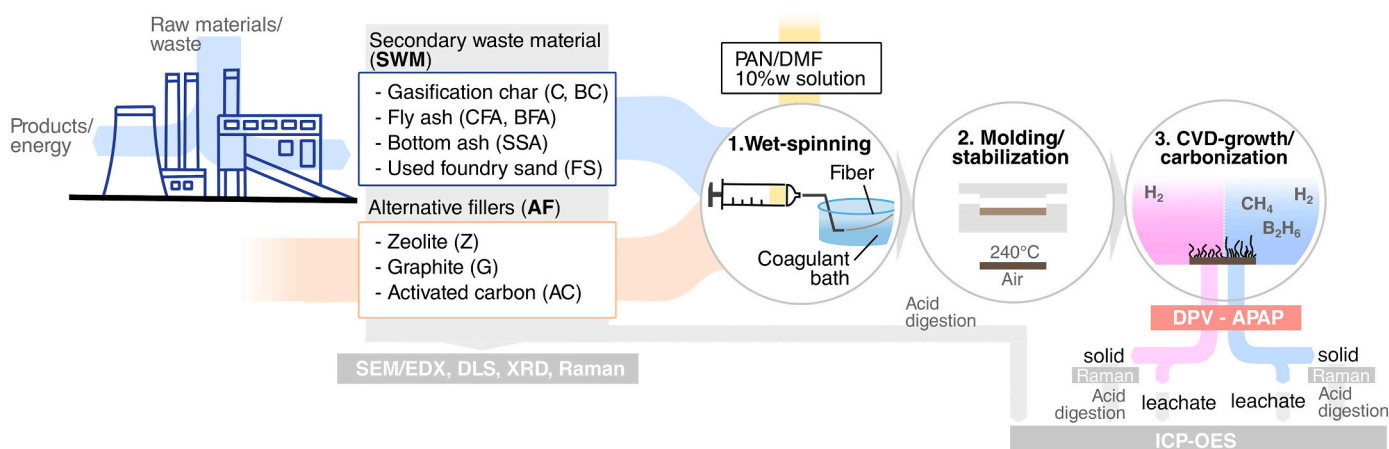 Raw materials/
waste
Products/
energy
Secondary waste material
(SWM)
- Gasification char (C, BC)
- Fly ash (CFA, BFA)
- Bottom ash (SSA)
- Used foundry sand (FS)
Alternative fillers (AF)
- Zeolite (Z)
- Graphite (G)
- Activated carbon (AC)
SEM/EDX, DLS, XRD, Raman
PAN/DMF
10%w solution
1.Wet-spinning
Fiber
Coagulant
bath
2. Molding/
stabilization
240°C
Air
3. CVD-growth/
carbonization
H₂
CH₄
H₂
B₂H₆
Acid
digestion
DPV - APAP
solid
Raman
Acid
digestion
leachate
leachate
solid
Raman
Acid
digestion
ICP-OES